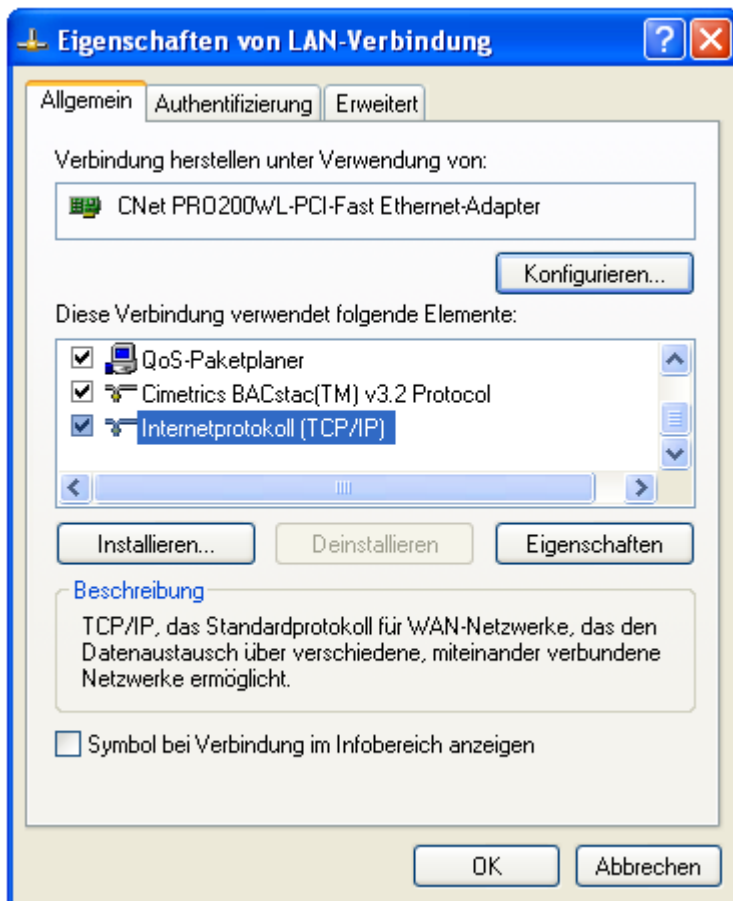 Eigenschaften von LAN-Verbindung
Allgemein
Authentifizierung
Erweitert
Verbindung herstellen unter Verwendung von:
CNet PRO200WL-PCI-Fast Ethernet-Adapter
Konfigurieren...
Diese Verbindung verwendet folgende Elemente:
QoS-Paketplaner
Cimetrics BACstac(TM) v3.2 Protocol
Internetprotokoll (TCP/IP)
Installieren...
Deinstallieren
Eigenschaften
Beschreibung
TCP/IP, das Standardprotokoll für WAN-Netzwerke, das den
Datenaustausch über verschiedene, miteinander verbundene
Netzwerke ermöglicht.
Symbol bei Verbindung im Infobereich anzeigen
OK
Abbrechen